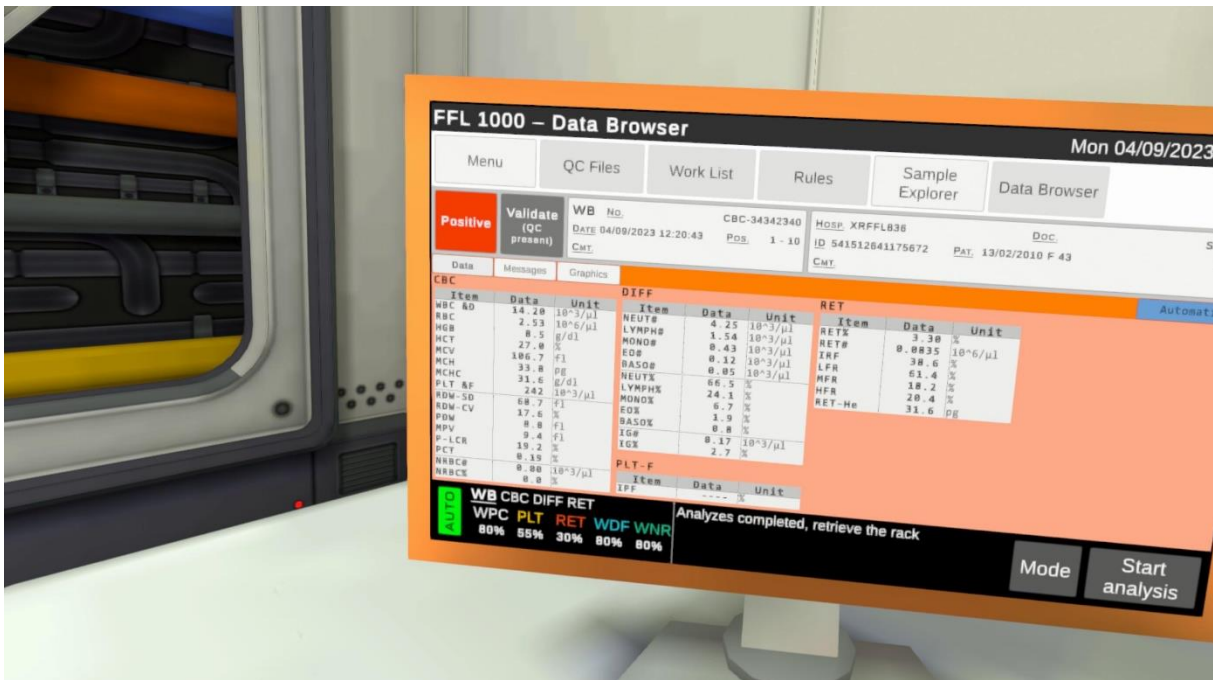 FFL 1000 – Data Browser
Mon 04/09/2023
Menu
QC Files
Work List
Rules
Sample Explorer
Data Browser
Positive
Validate (QC present)
WB No. CBC-34342340
DATE 04/09/2023 12:20:43 POS. 1 - 10
CMT.
HOSP. XRFFL836 DOC.
ID 541512641175672 PAT. 13/02/2010 F 43
CMT.
Data Messages Graphics
Automati
CBC
Item Data Unit
WBC &D 14.20 10^3/µl
RBC 2.53 10^6/µl
HGB 8.5 g/dl
HCT 27.0 %
MCV 106.7 fl
MCH 33.8 pg
MCHC 31.6 g/dl
PLT &F 242 10^3/µl
RDW-SD 68.7 fl
RDW-CV 17.6 %
PDW 8.8 fl
MPV 9.4 fl
P-LCR 19.2 %
PCT 0.19 %
NRBC# 0.00 10^3/µl
NRBC% 0.0 %
DIFF
Item Data Unit
NEUT# 4.25 10^3/µl
LYMPH# 1.54 10^3/µl
MONO# 0.43 10^3/µl
EO# 0.12 10^3/µl
BASO# 0.05 10^3/µl
NEUT% 66.5 %
LYMPH% 24.1 %
MONO% 6.7 %
EO% 1.9 %
BASO% 0.8 %
IG# 0.17 10^3/µl
IG% 2.7 %
PLT-F
Item Data Unit
IPF ---- %
RET
Item Data Unit
RET% 3.30 %
RET# 0.0835 10^6/µl
IRF 38.6 %
LFR 61.4 %
MFR 18.2 %
HFR 20.4 %
RET-He 31.6 pg
AUTO
WB CBC DIFF RET
WPC PLT RET WDF WNR
80% 55% 30% 80% 80%
Analyzes completed, retrieve the rack
Mode
Start analysis